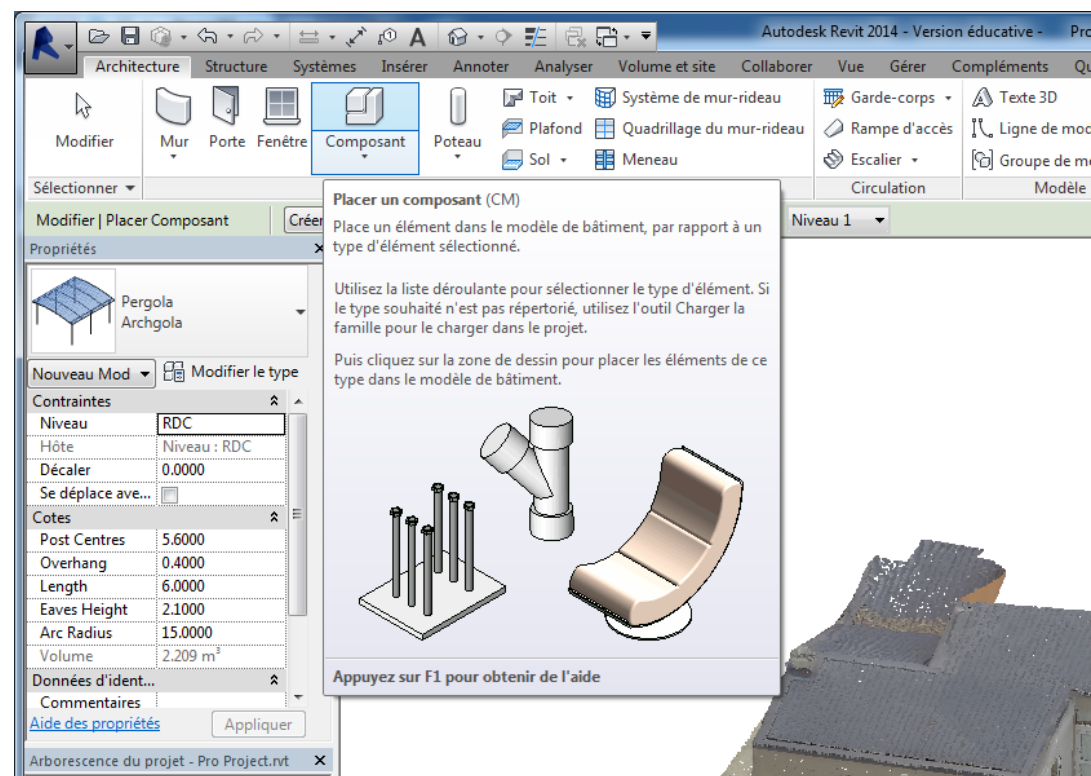 Autodesk Revit 2014 - Version éducative - Pro
Architecture Structure Systèmes Insérer Annoter Analyser Volume et site Collaborer Vue Gérer Compléments
Modifier
Mur
Porte
Fenêtre
Composant
Poteau
Toit
Plafond
Sol
Système de mur-rideau
Quadrillage du mur-rideau
Meneau
Garde-corps
Rampe d'accès
Escalier
Texte 3D
Ligne de mod
Groupe de mo
Sélectionner
Circulation
Modèle
Modifier | Placer Composant
Créer
Niveau 1
Propriétés
Pergola
Archgola
Nouveau Mod
Modifier le type
Contraintes
Niveau RDC
Hôte Niveau : RDC
Décaler 0.0000
Se déplace ave...
Cotes
Post Centres 5.6000
Overhang 0.4000
Length 6.0000
Eaves Height 2.1000
Arc Radius 15.0000
Volume 2.209 m³
Données d'ident...
Commentaires
Aide des propriétés
Appliquer
Arborescence du projet - Pro Project.rvt
Placer un composant (CM)
Place un élément dans le modèle de bâtiment, par rapport à un
type d'élément sélectionné.
Utilisez la liste déroulante pour sélectionner le type d'élément. Si
le type souhaité n'est pas répertorié, utilisez l'outil Charger la
famille pour le charger dans le projet.
Puis cliquez sur la zone de dessin pour placer les éléments de ce
type dans le modèle de bâtiment.
Appuyez sur F1 pour obtenir de l'aide